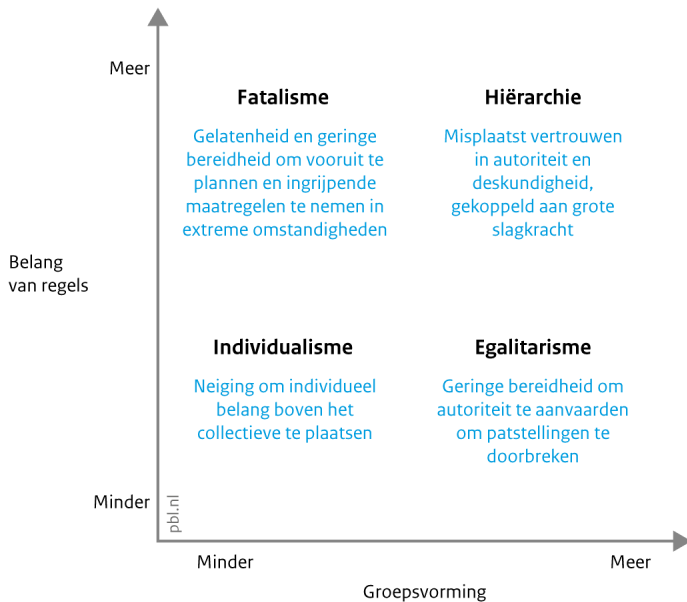 Meer
Fatalisme
Gelatenheid en geringe
bereidheid om vooruit te
plannen en ingrijpende
maatregelen te nemen in
extreme omstandigheden
Hiërarchie
Misplaatst vertrouwen
in autoriteit en
deskundigheid,
gekoppeld aan grote
slagkracht
Belang
van regels
Individualisme
Neiging om individueel
belang boven het
collectieve te plaatsen
Egalitarisme
Geringe bereidheid om
autoriteit te aanvaarden
om patstellingen te
doorbreken
Minder
pbl.nl
Minder
Meer
Groepsvorming